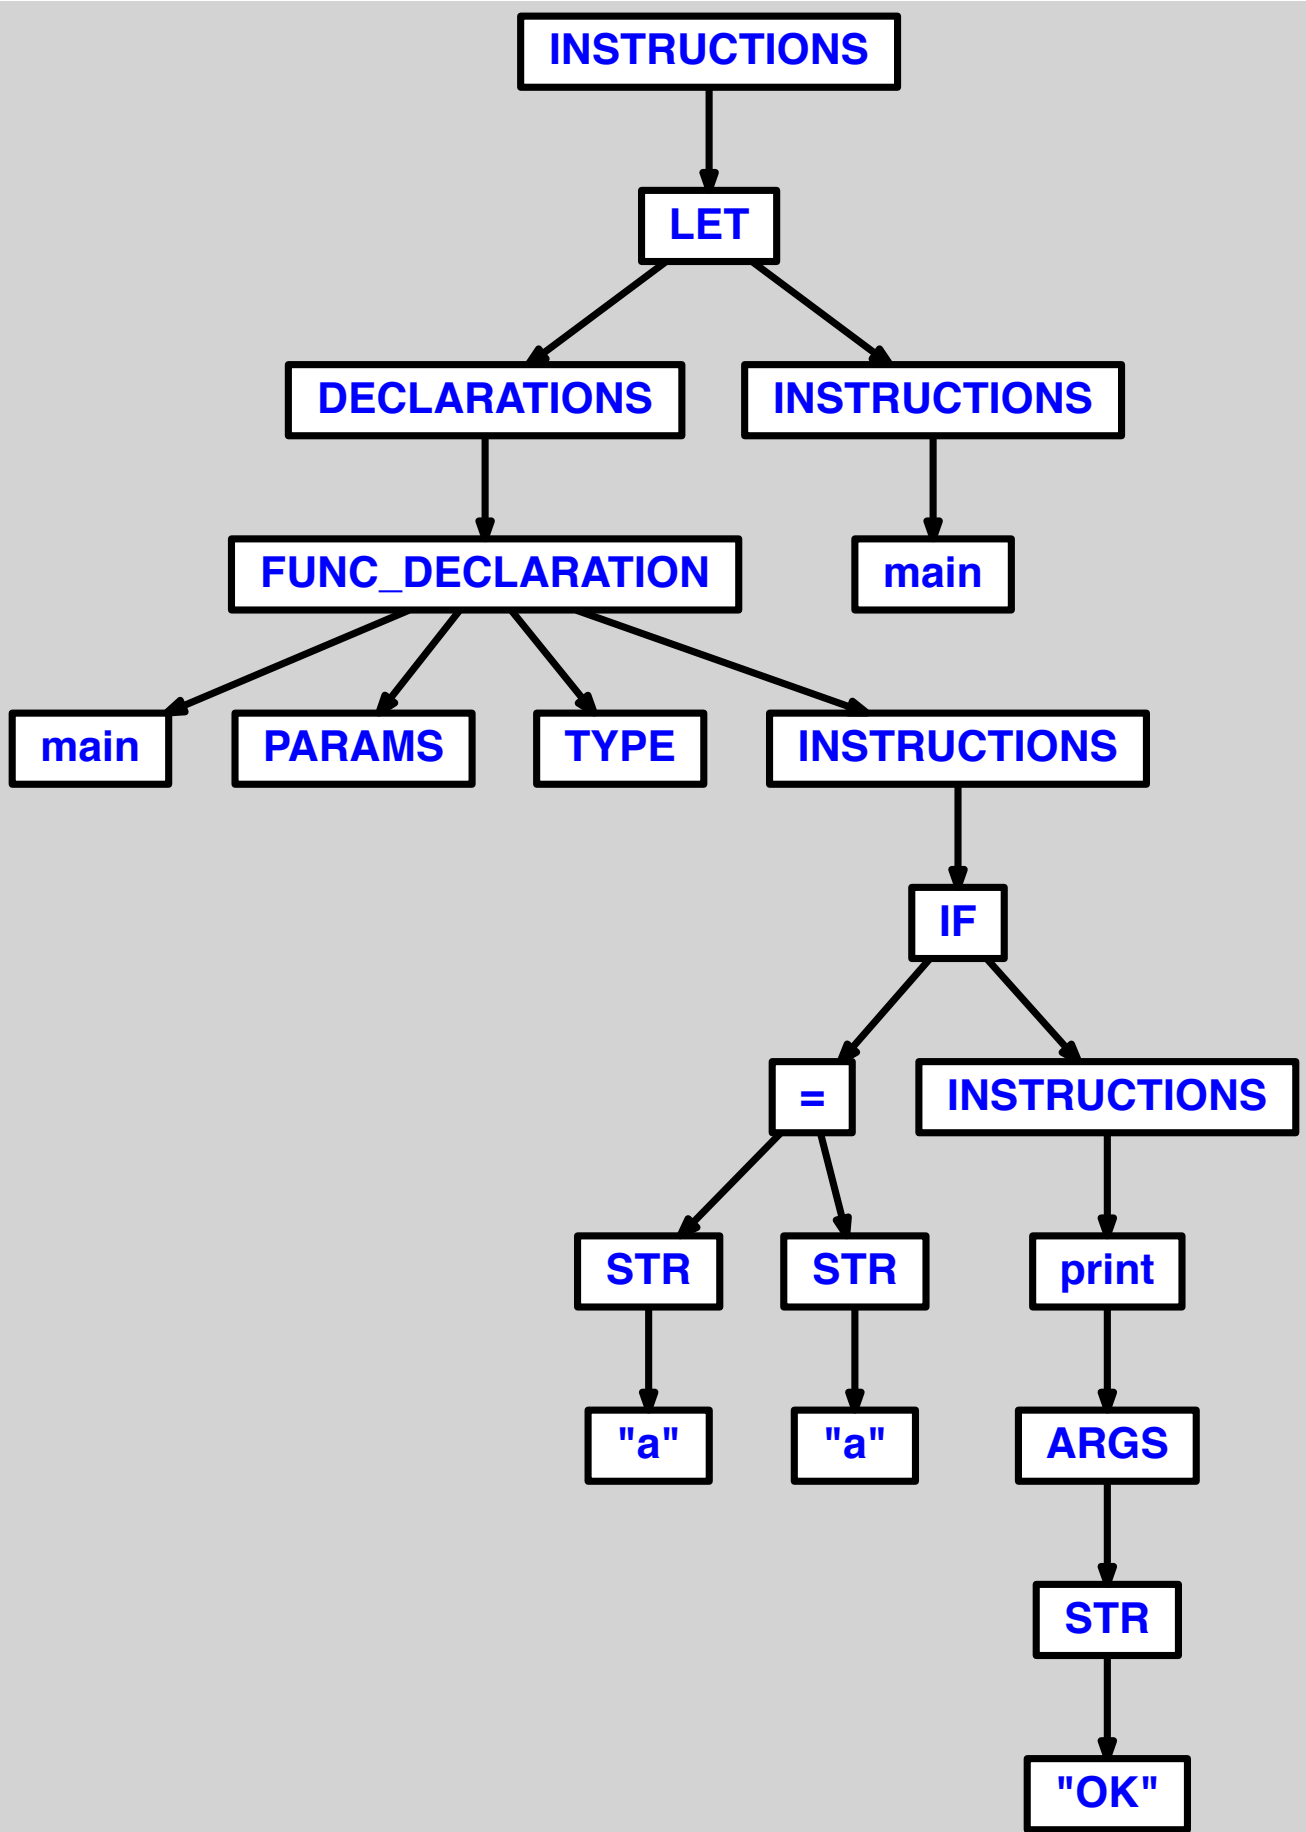 INSTRUCTIONS
LET
DECLARATIONS
INSTRUCTIONS
FUNC_DECLARATION
main
main
PARAMS
TYPE
INSTRUCTIONS
IF
=
INSTRUCTIONS
STR
STR
print
"a"
"a"
ARGS
STR
"OK"